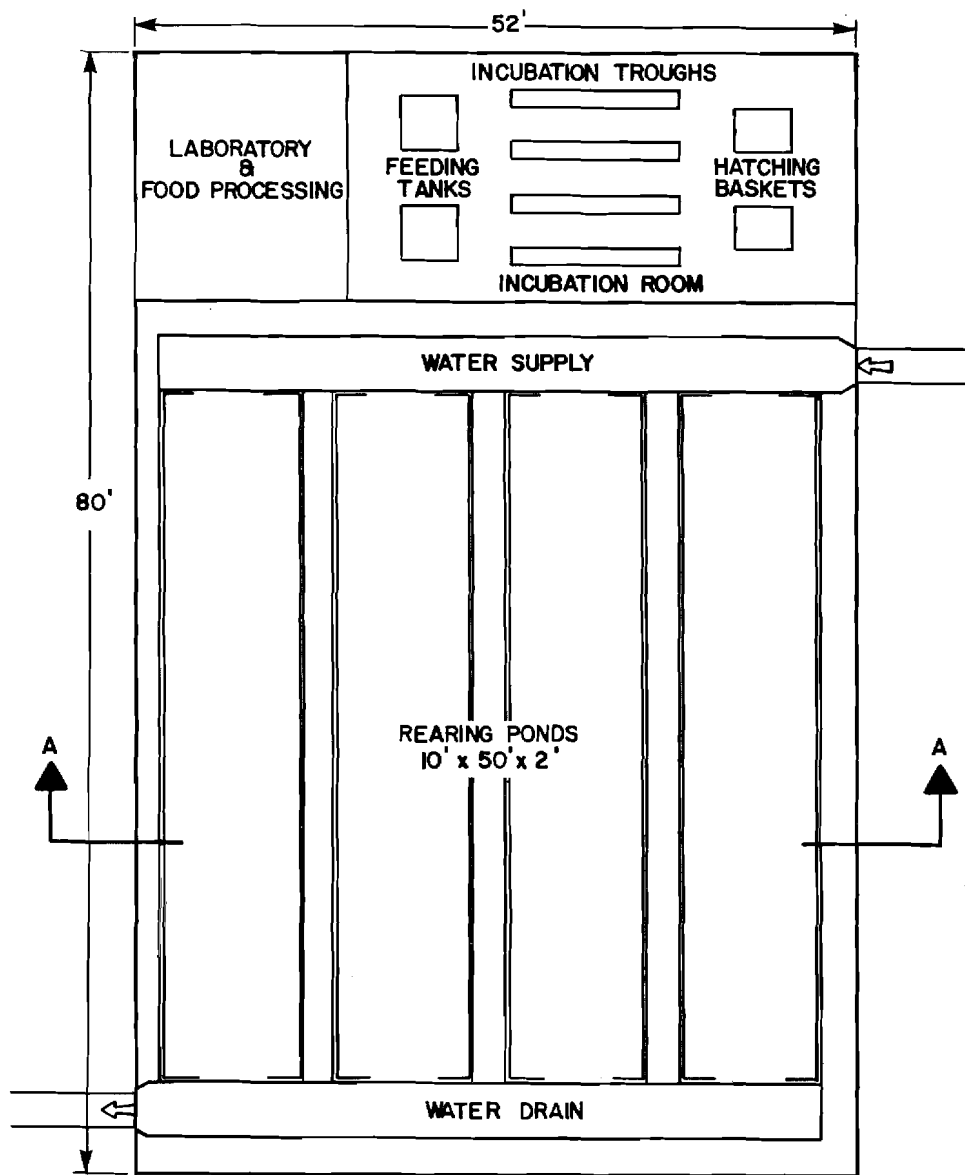 52'
INCUBATION TROUGHS
LABORATORY
&
FOOD PROCESSING
FEEDING
TANKS
HATCHING
BASKETS
INCUBATION ROOM
WATER SUPPLY
80'
REARING PONDS
10' x 50' x 2'
A
A
WATER DRAIN